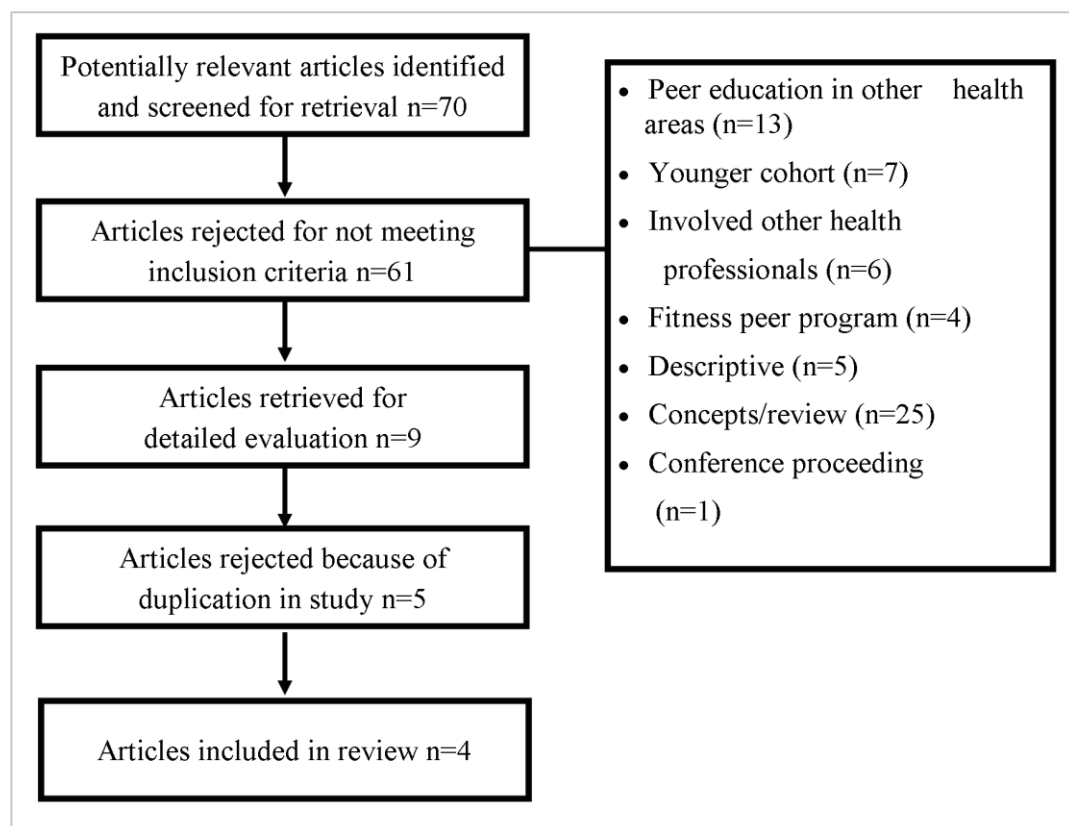 Potentially relevant articles identified
and screened for retrieval n=70
Articles rejected for not meeting
inclusion criteria n=61
Articles retrieved for
detailed evaluation n=9
Articles rejected because of
duplication in study n=5
Articles included in review n=4
• Peer education in other health
areas (n=13)
• Younger cohort (n=7)
• Involved other health
professionals (n=6)
• Fitness peer program (n=4)
• Descriptive (n=5)
• Concepts/review (n=25)
• Conference proceeding
(n=1)